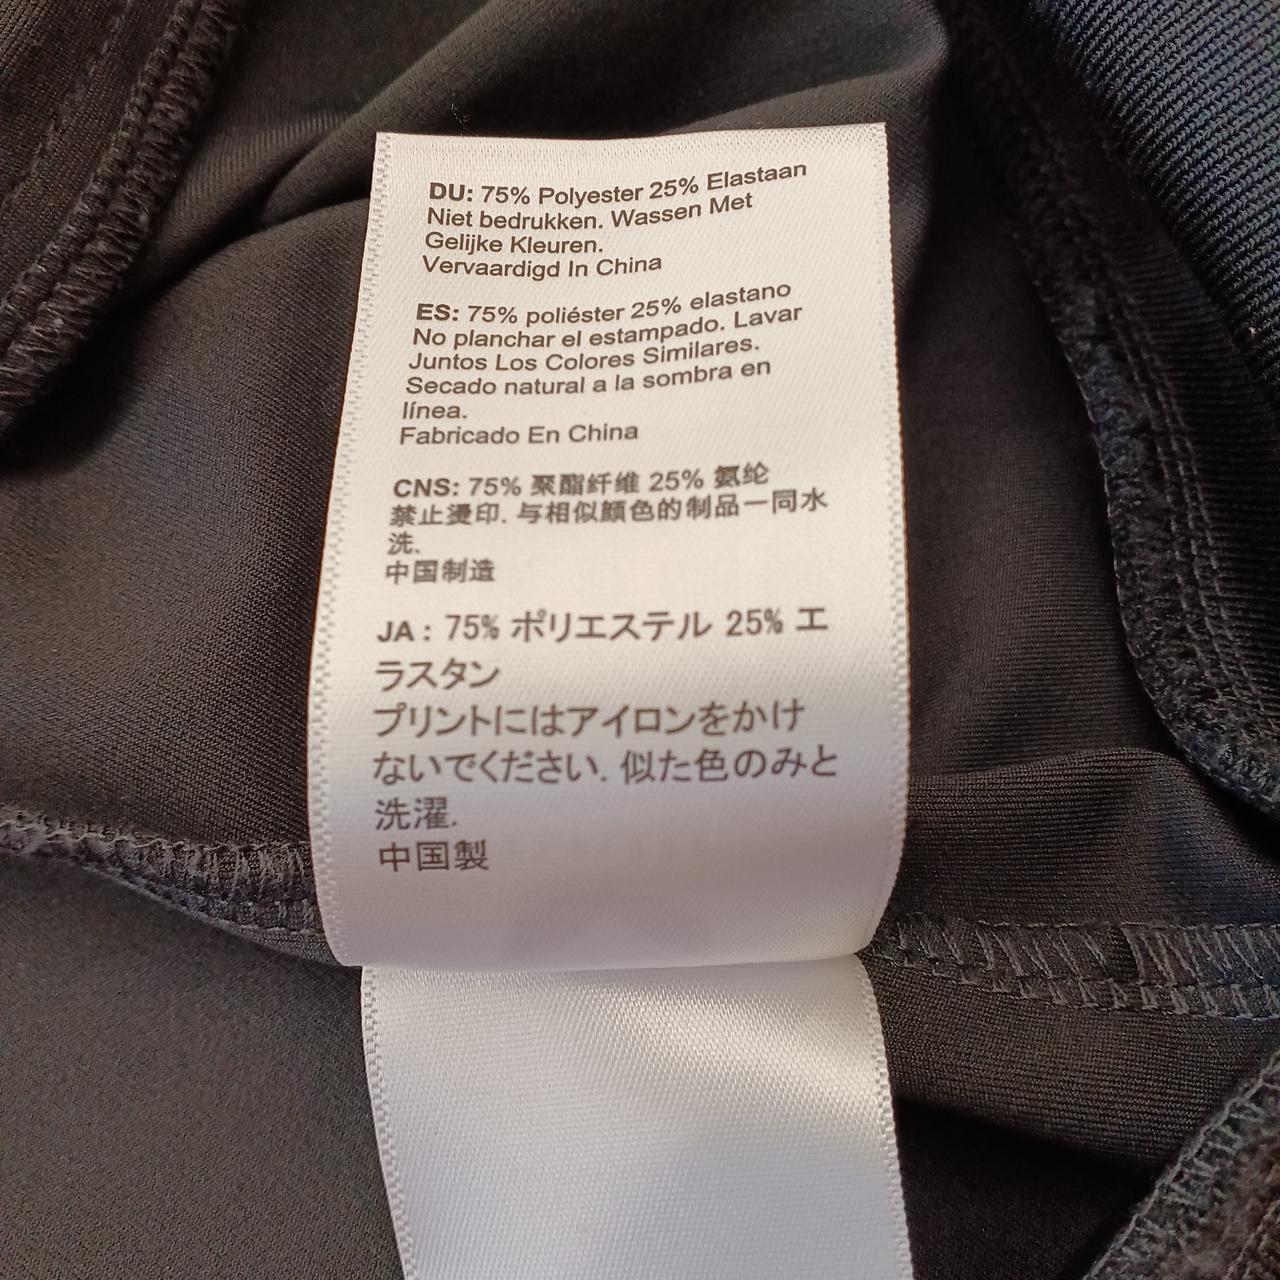 DU: 75% Polyester 25% Elastaan
Niet bedrukken. Wassen Met
Gelijke Kleuren.
Vervaardigd In China
ES: 75% poliéster 25% elastano
No planchar el estampado. Lavar
Juntos Los Colores Similares.
Secado natural a la sombra en
línea.
Fabricado En China
CNS: 75% 聚酯纤维 25% 氨纶
禁止燙印. 与相似顏色的制品一同水
洗.
中国制造
JA : 75% ポリエステル 25% エ
ラスタン
プリントにはアイロンをかけ
ないでください. 似た色のみと
洗濯.
中国製